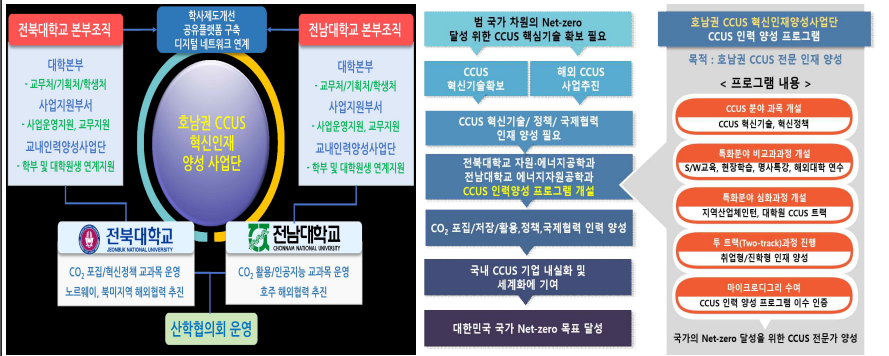 전북대학교 본부조직
대학본부
- 교무처/기획처/학생처
사업지원부서
- 사업운영지원, 교무지원
교내인력양성사업단
- 학부 및 대학원생 연계지원
학사제도개선
공유플랫폼 구축
디지털 네트워크 연계
호남권 CCUS
혁신인재
양성 사업단
전남대학교 본부조직
대학본부
- 교무처/기획처/학생처
사업지원부서
- 사업운영지원, 교무지원
교내인력양성사업단
- 학부 및 대학원생 연계지원
전북대학교
JEONBUK NATIONAL UNIVERSITY
CO₂ 포집/혁신정책 교과목 운영
노르웨이, 북미지역 해외협력 추진
전남대학교
CHONNAM NATIONAL UNIVERSITY
CO₂ 활용/인공지능 교과목 운영
호주 해외협력 추진
산학협의회 운영
범 국가 차원의 Net-zero
달성 위한 CCUS 핵심기술 확보 필요
CCUS
혁신기술확보
해외 CCUS
사업추진
CCUS 혁신기술/ 정책/ 국제협력
인재 양성 필요
전북대학교 자원·에너지공학과
전남대학교 에너지자원공학과
CCUS 인력양성 프로그램 개설
CO₂ 포집/저장/활용,정책,국제협력 인력 양성
국내 CCUS 기업 내실화 및
세계화에 기여
대한민국 국가 Net-zero 목표 달성
호남권 CCUS 혁신인재양성사업단
CCUS 인력 양성 프로그램
목적 : 호남권 CCUS 전문 인재 양성
< 프로그램 내용 >
CCUS 분야 과목 개설
CCUS 혁신기술, 혁신정책
특화분야 비교과과정 개설
S/W교육, 현장학습, 명사특강, 해외대학 연수
특화분야 심화과정 개설
지역산업체인턴, 대학원 CCUS 트랙
투 트랙(Two-track)과정 진행
취업형/진학형 인재 양성
마이크로디그리 수여
CCUS 인력 양성 프로그램 이수 인증
국가의 Net-zero 달성을 위한 CCUS 전문가 양성